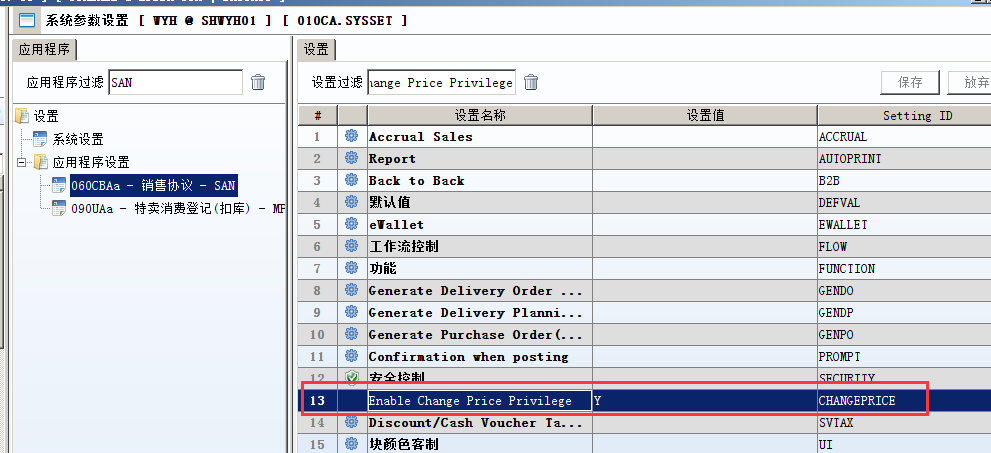 系统参数设置 [ WYH @ SHWYH01 ] [ 010CA.SYSSET ]
应用程序
应用程序过滤 SAN
设置
系统设置
应用程序设置
060CBAa - 销售协议 - SAN
090UAa - 特卖消费登记(扣库) - MF
设置
设置过滤 hange Price Privilege 保存 放弃
# 设置名称 设置值 Setting ID
1 Accrual Sales ACCRUAL
2 Report AUTOPRINT
3 Back to Back B2B
4 默认值 DEFVAL
5 eWallet EWALLET
6 工作流控制 FLOW
7 功能 FUNCTION
8 Generate Delivery Order ... GENDO
9 Generate Delivery Planni... GENDP
10 Generate Purchase Order(... GENPO
11 Confirmation when posting PROMPT
12 安全控制 SECURITY
13 Enable Change Price Privilege Y CHANGEPRICE
14 Discount/Cash Voucher Ta... SVTAX
15 块颜色客制 UI